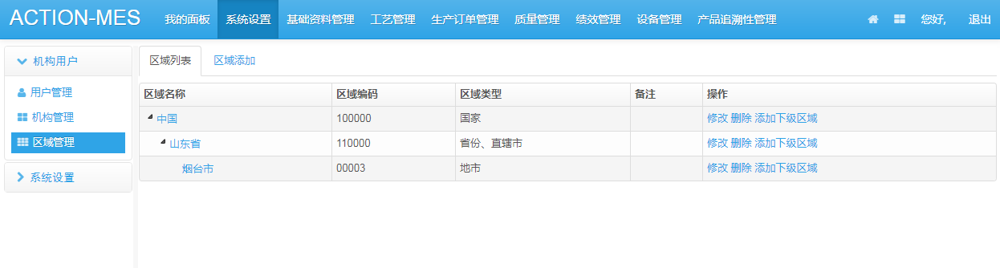 ACTION-MES 我的面板 系统设置 基础资料管理 工艺管理 生产订单管理 质量管理 绩效管理 设备管理 产品追溯性管理 您好, 退出
机构用户
用户管理
机构管理
区域管理
系统设置
区域列表 区域添加
区域名称 区域编码 区域类型 备注 操作
中国 100000 国家 修改 删除 添加下级区域
山东省 110000 省份、直辖市 修改 删除 添加下级区域
烟台市 00003 地市 修改 删除 添加下级区域